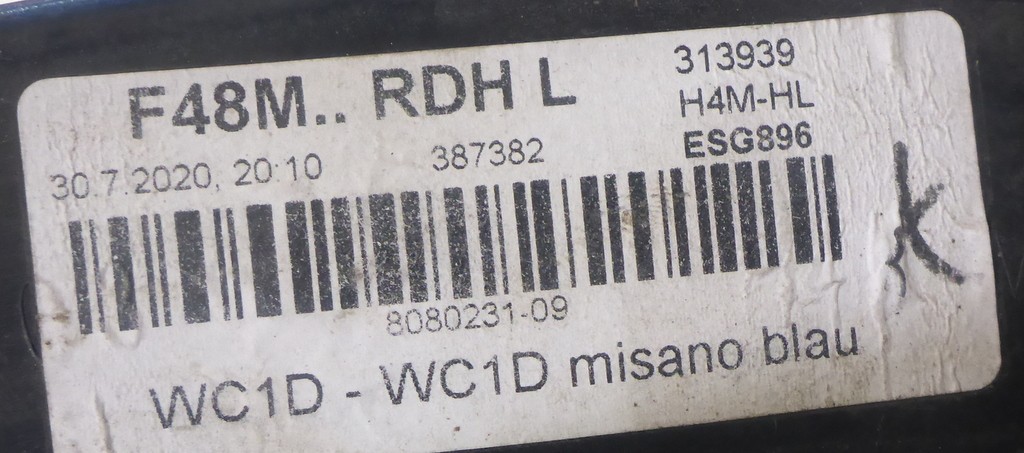 F48M.. RDH L
313939
H4M-HL
ESG896
30.7.2020, 20:10
387382
8080231-09
WC1D - WC1D misano blau
k